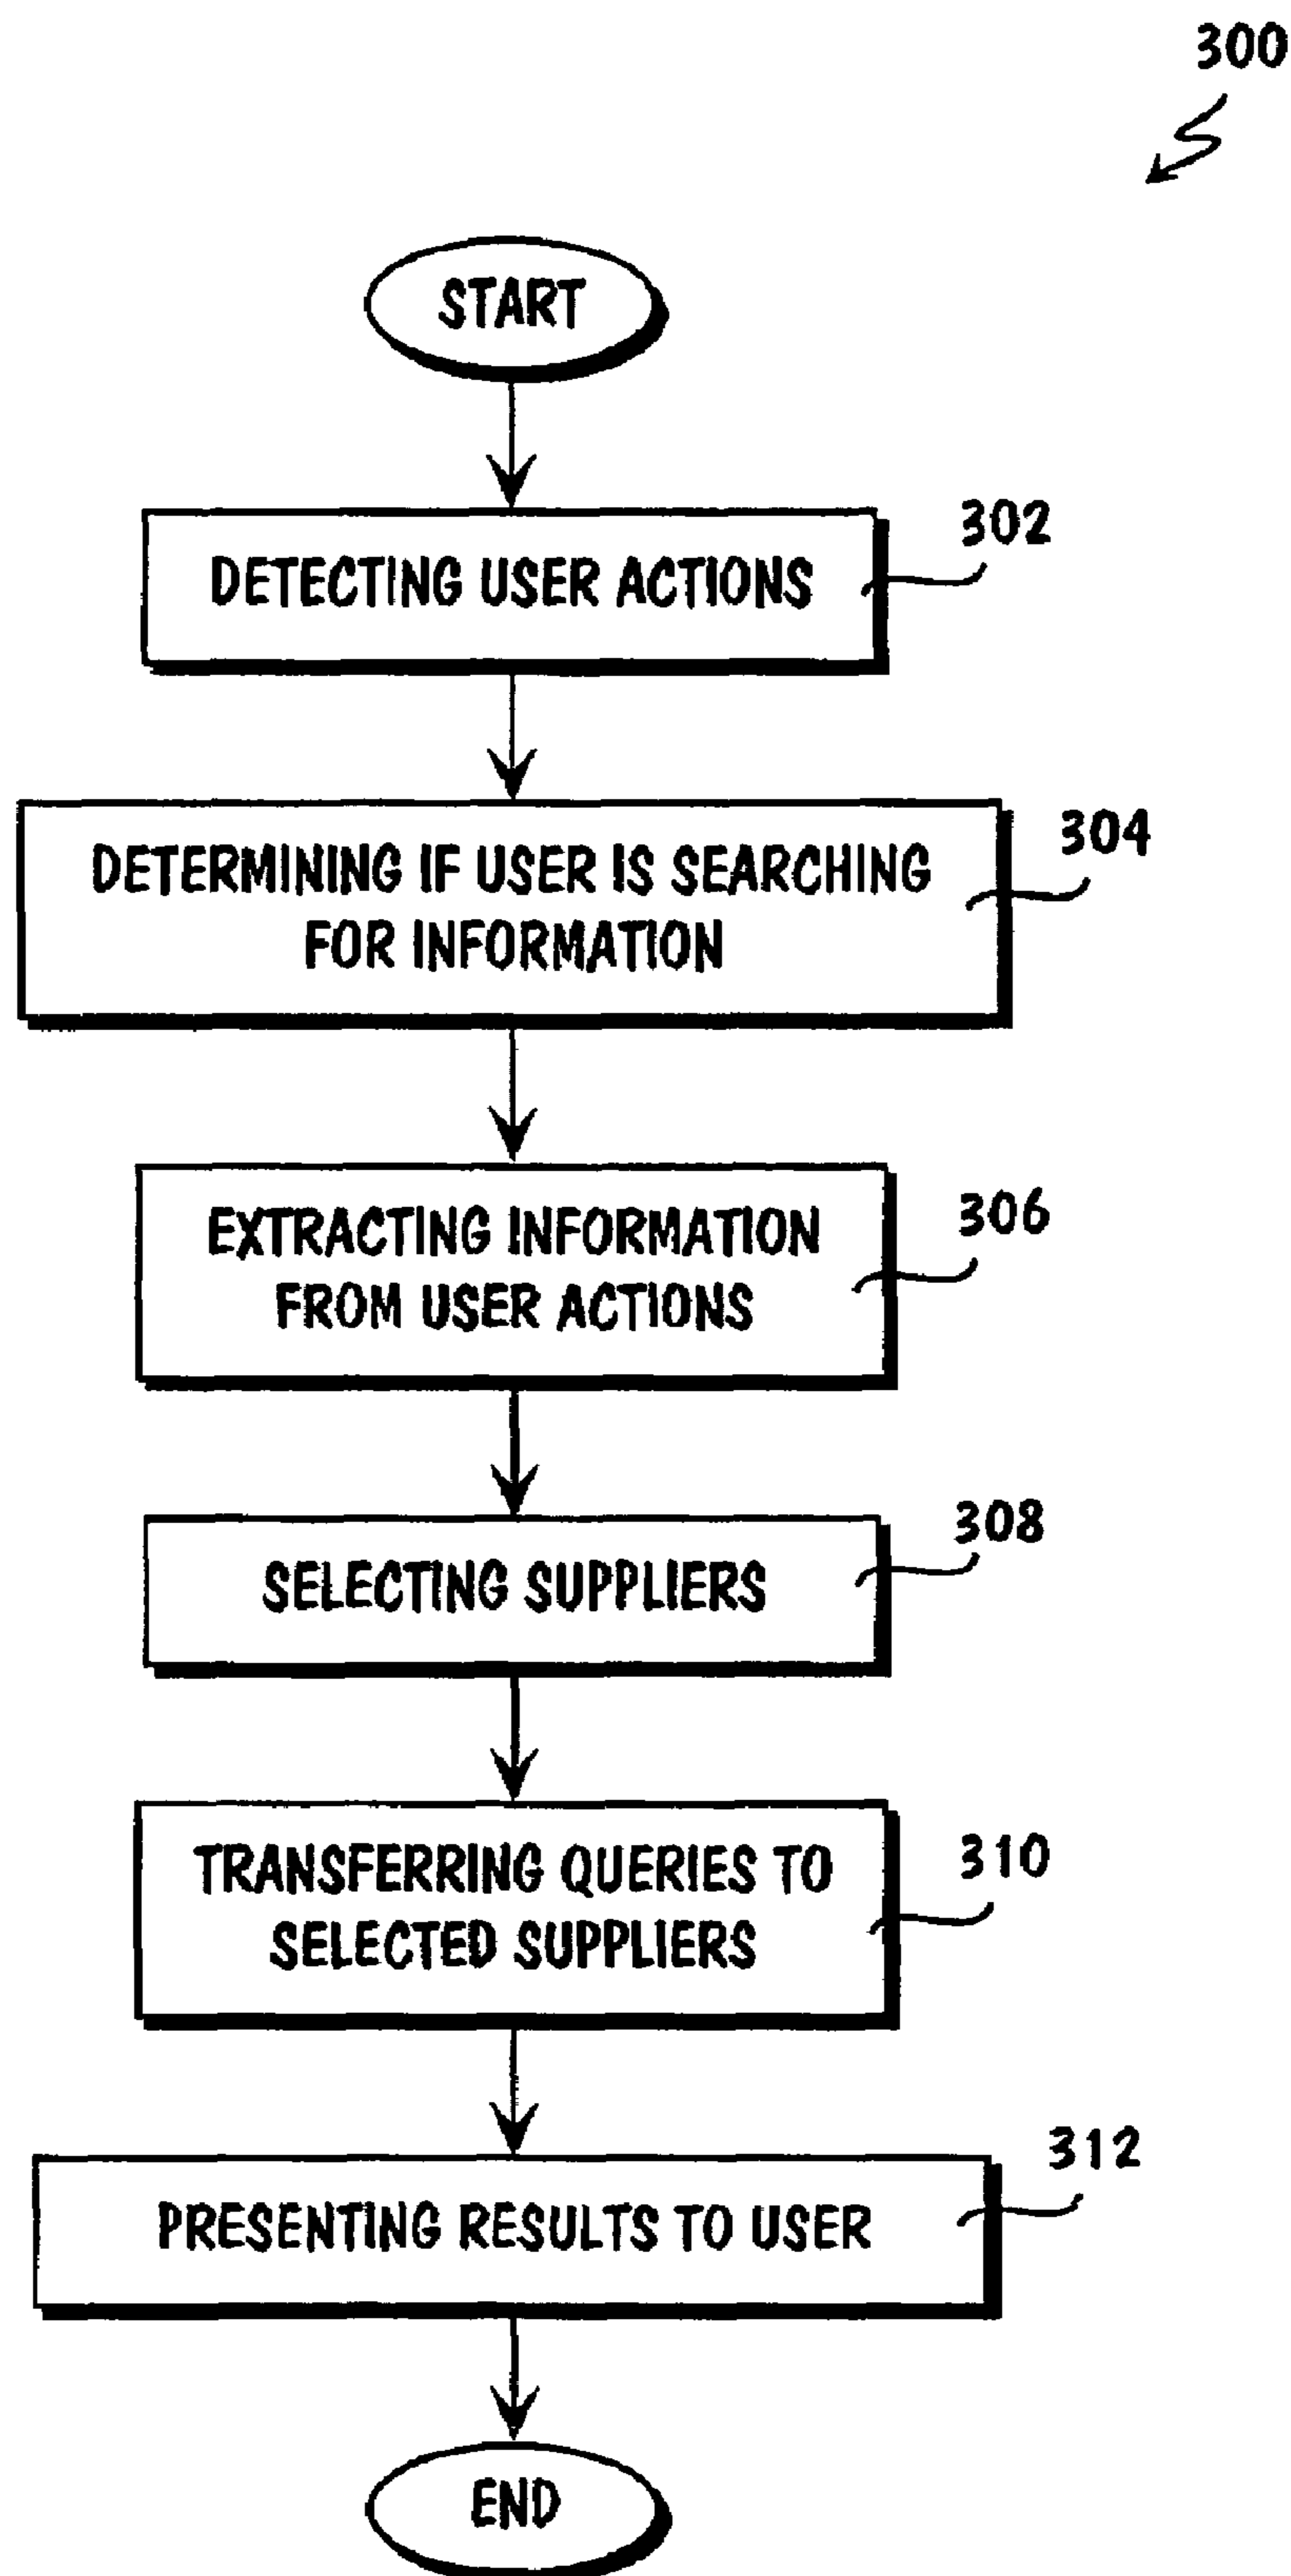 300
START
DETECTING USER ACTIONS
302
DETERMINING IF USER IS SEARCHING
FOR INFORMATION
304
EXTRACTING INFORMATION
FROM USER ACTIONS
306
SELECTING SUPPLIERS
308
TRANSFERRING QUERIES TO
SELECTED SUPPLIERS
310
PRESENTING RESULTS TO USER
312
END